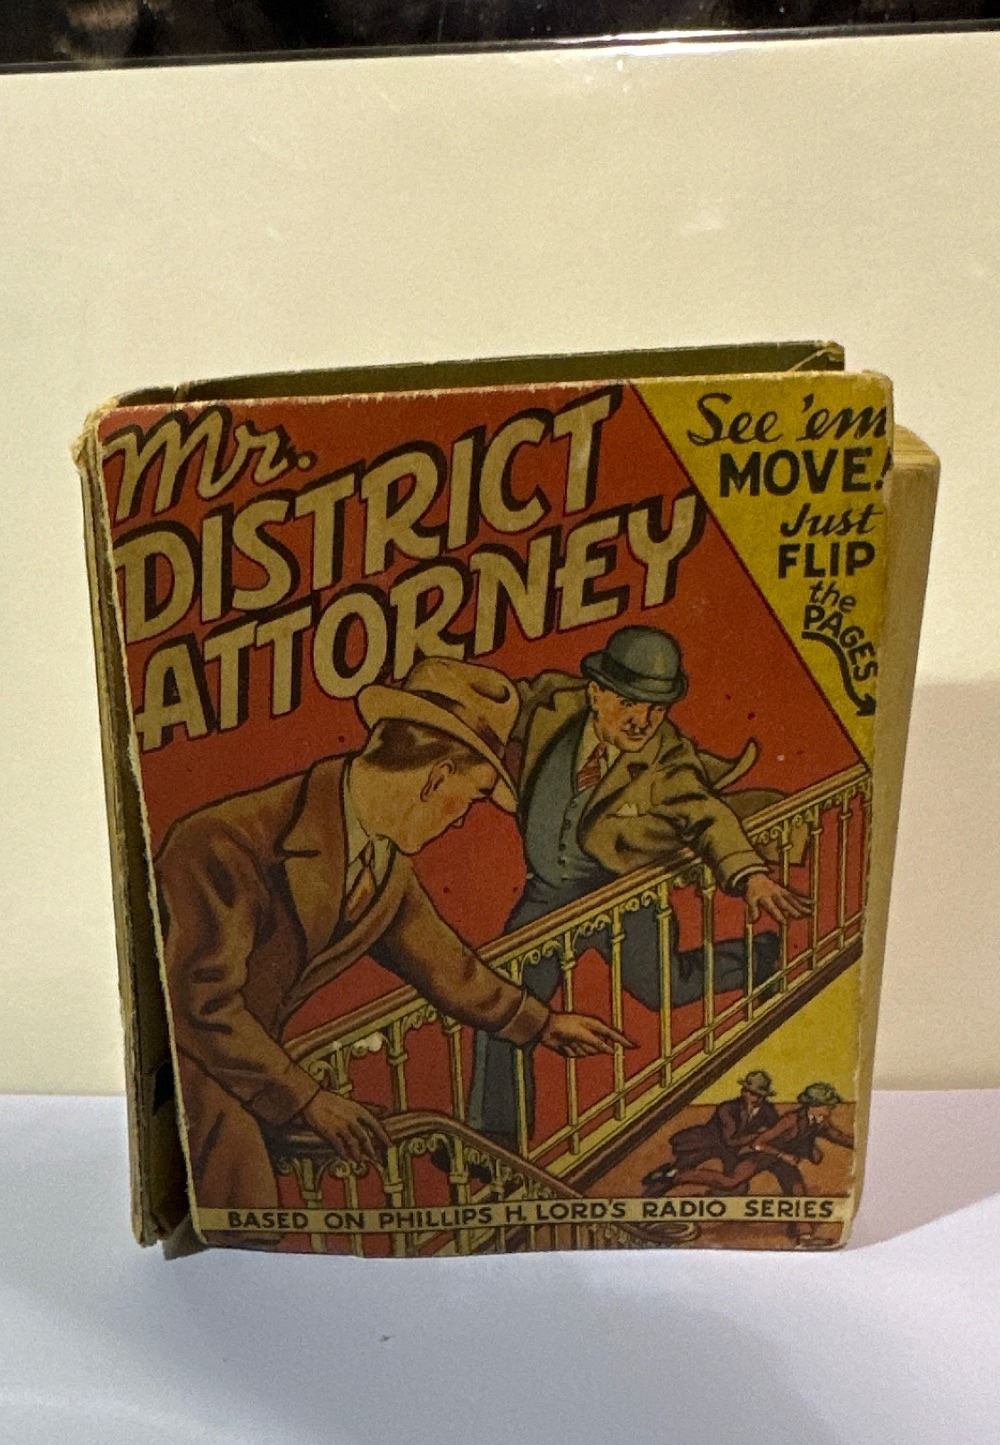 Mr.
DISTRICT
ATTORNEY
See 'em
MOVE!
Just
FLIP
the
PAGES
BASED ON PHILLIPS H. LORD'S RADIO SERIES